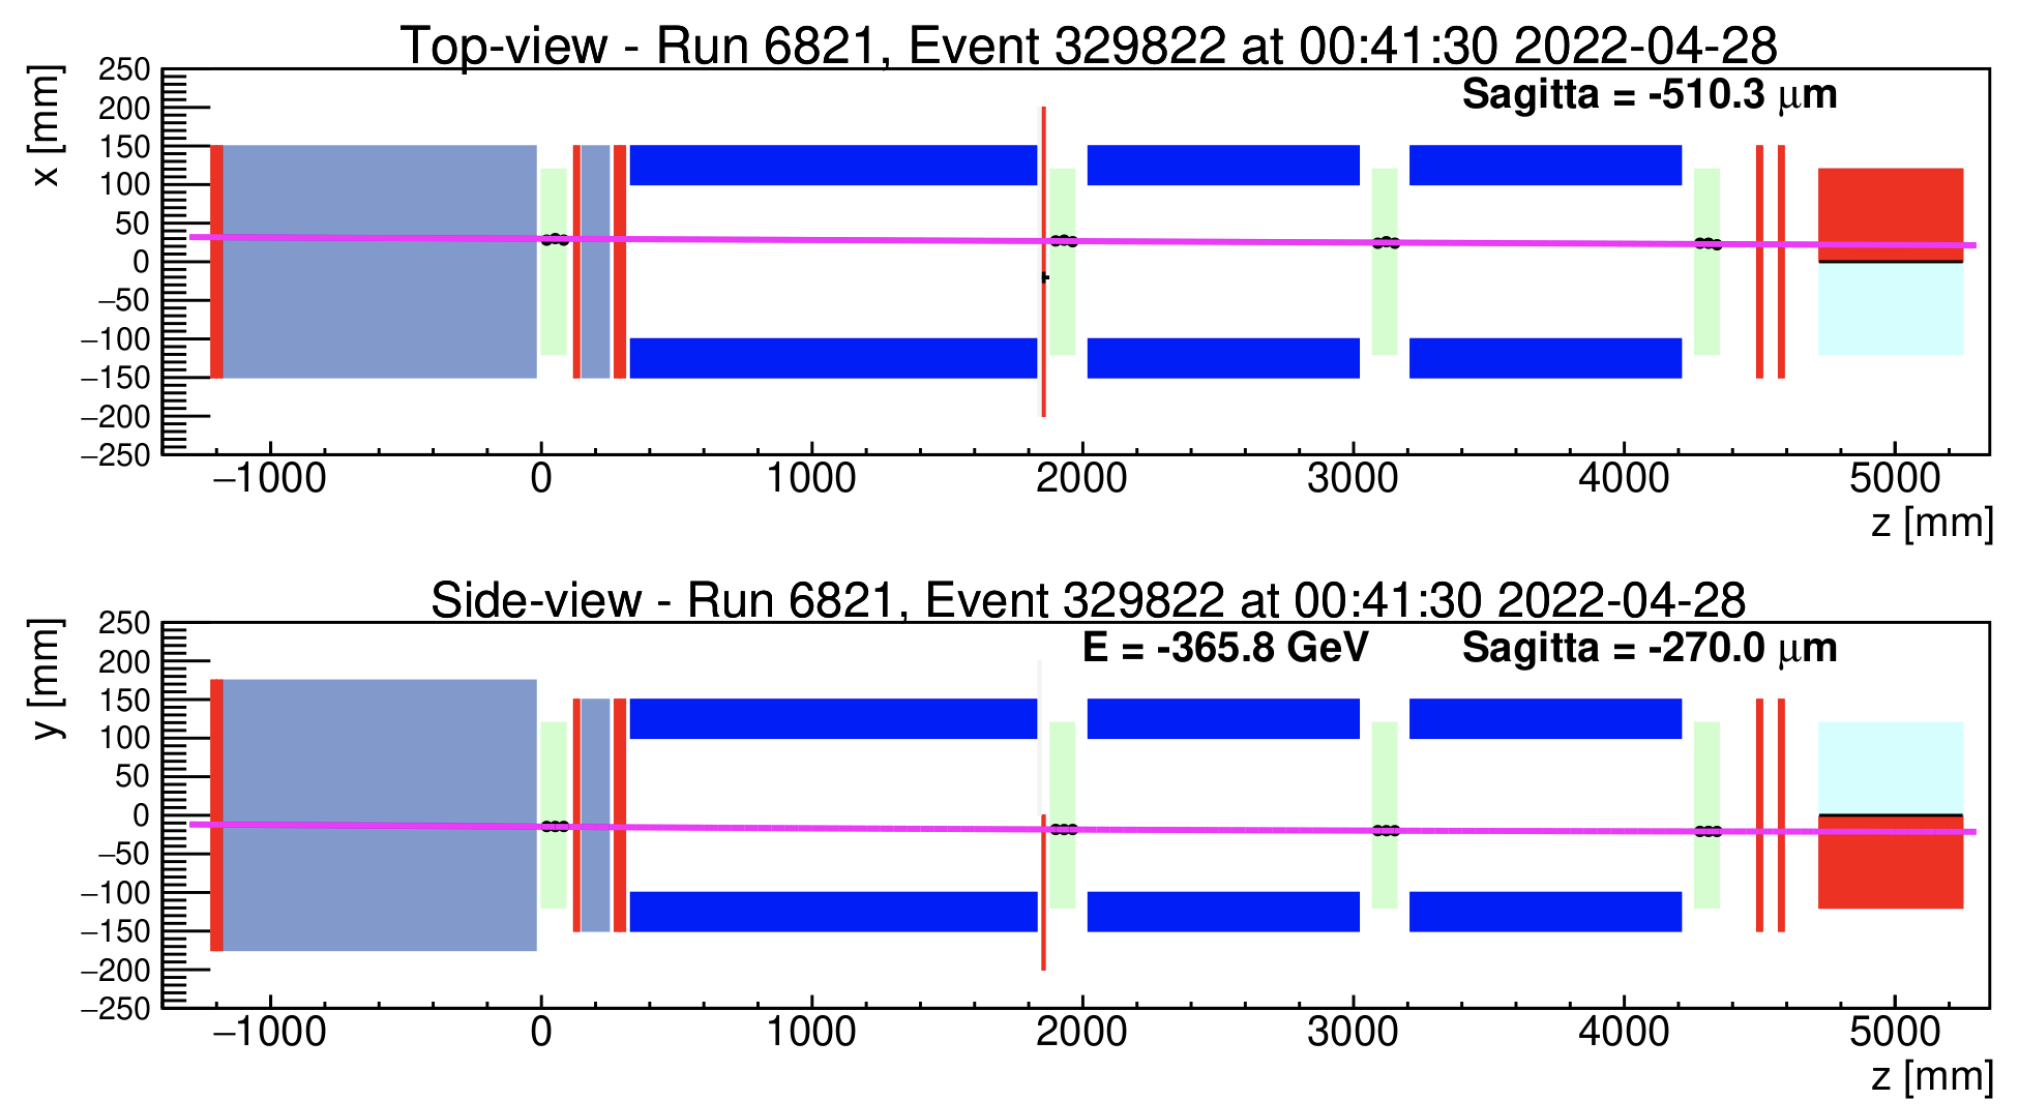 Top-view - Run 6821, Event 329822 at 00:41:30 2022-04-28
x [mm]
Sagitta = -510.3 μm
250
200
150
100
50
0
−50
−100
−150
−200
−250
−1000 0 1000 2000 3000 4000 5000
z [mm]
Side-view - Run 6821, Event 329822 at 00:41:30 2022-04-28
y [mm]
E = -365.8 GeV Sagitta = -270.0 μm
250
200
150
100
50
0
−50
−100
−150
−200
−250
−1000 0 1000 2000 3000 4000 5000
z [mm]